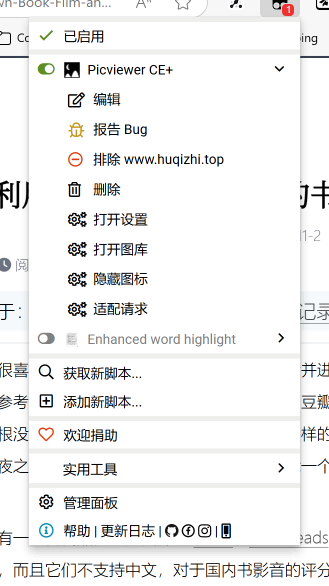 wn-Book-Film-an...
1
已启用
ping
Picviewer CE+
编辑
报告 Bug
排除 www.huqizhi.top
删除
利
的书
打开设置
1-2
打开图库
阅
隐藏图标
于：
记录
适配请求
Enhanced word highlight
很喜
并进
获取新脚本...
参考
豆瓣
添加新脚本...
根没
样的
欢迎捐助
夜之
一个
实用工具
管理面板
帮助 | 更新日志 |
有一
eads
，而且它们不支持中文，对于国内书影音的评分